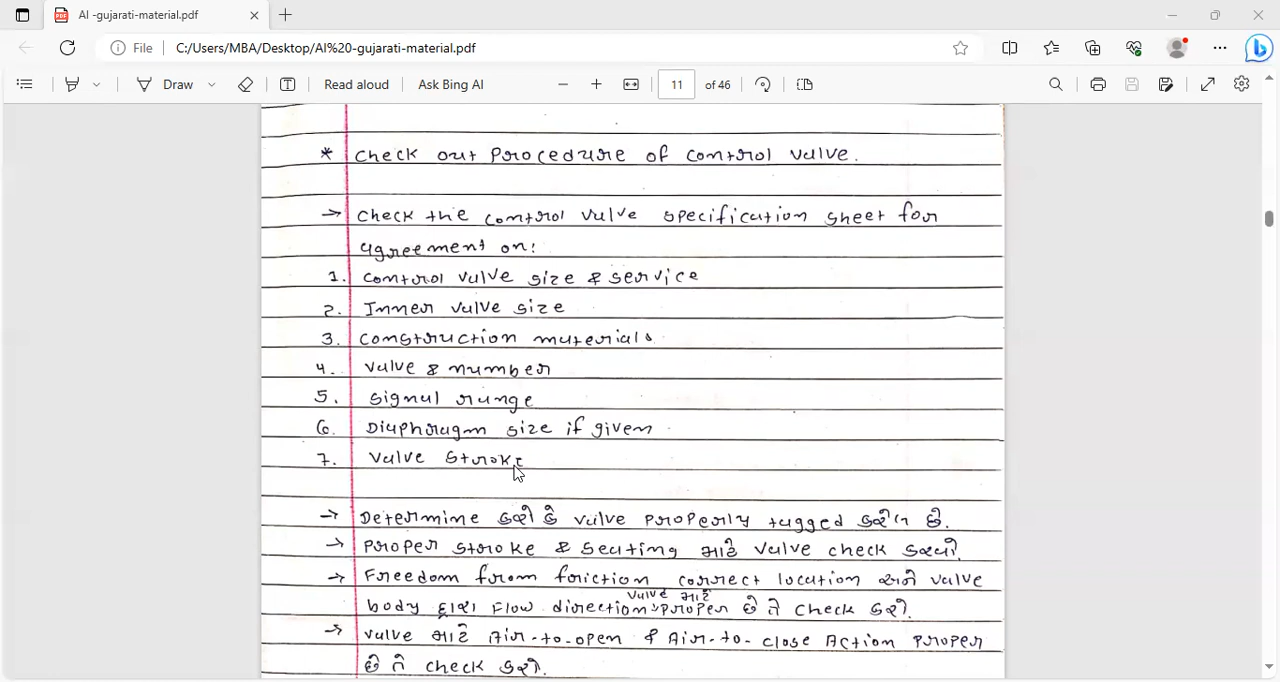 AI -gujarati-material.pdf
File C:/Users/MBA/Desktop/AI%20-gujarati-material.pdf
Draw Read aloud Ask Bing AI 11 of 46
* Check out procedure of control valve.
→ Check the control valve specification sheet for
agreement on:
1. Control valve size & service
2. Inner valve size
3. Construction materials
4. Valve & number
5. Signal range
6. Diaphragm size if given
7. Valve stroke
→ Determine કરો કે valve properly tagged કરેલ છે.
→ Proper stroke & seating માટે valve check કરવો.
→ Freedom from friction correct location અને valve
body દ્વારા flow direction valve માટે proper છે તે check કરો.
→ Valve માટે Air-to-open & Air-to-close Action proper
છે તે check કરો.